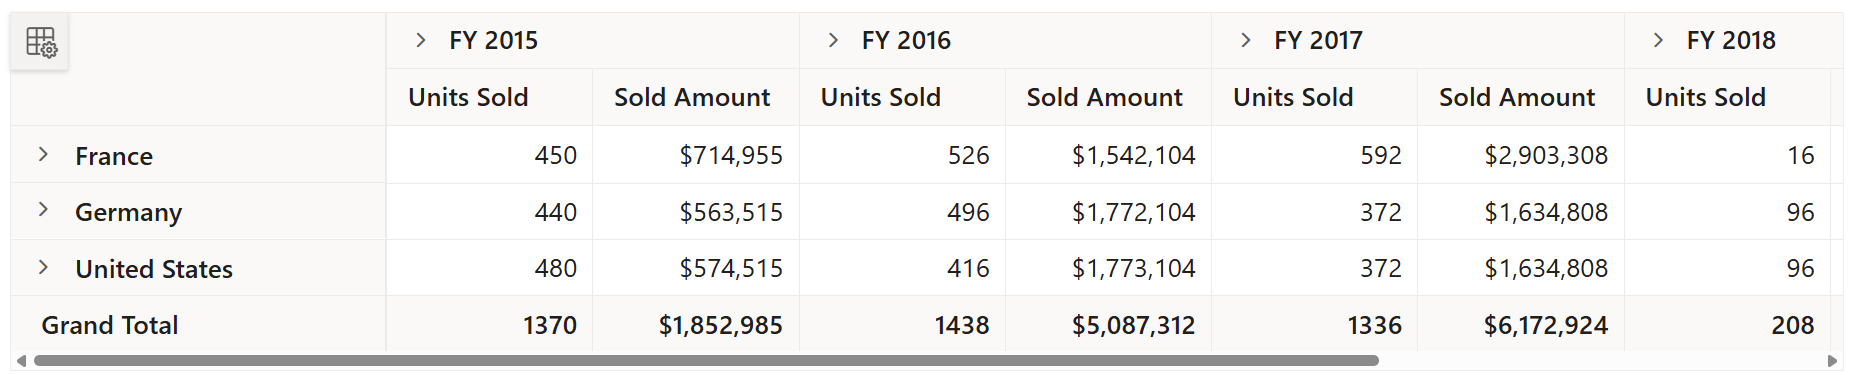 FY 2015 FY 2016 FY 2017 FY 2018
Units Sold Sold Amount Units Sold Sold Amount Units Sold Sold Amount Units Sold
France 450 $714,955 526 $1,542,104 592 $2,903,308 16
Germany 440 $563,515 496 $1,772,104 372 $1,634,808 96
United States 480 $574,515 416 $1,773,104 372 $1,634,808 96
Grand Total 1370 $1,852,985 1438 $5,087,312 1336 $6,172,924 208